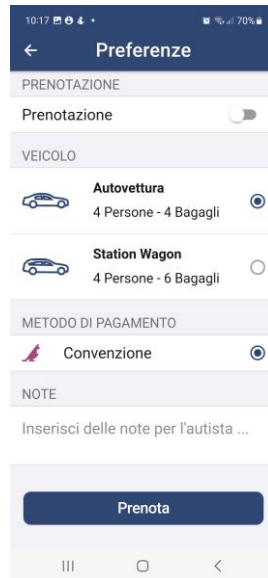 10:17
70%
Preferenze
PRENOTAZIONE
Prenotazione
VEICOLO
Autovettura
4 Persone - 4 Bagagli
Station Wagon
4 Persone - 6 Bagagli
METODO DI PAGAMENTO
Convenzione
NOTE
Inserisci delle note per l'autista ...
Prenota